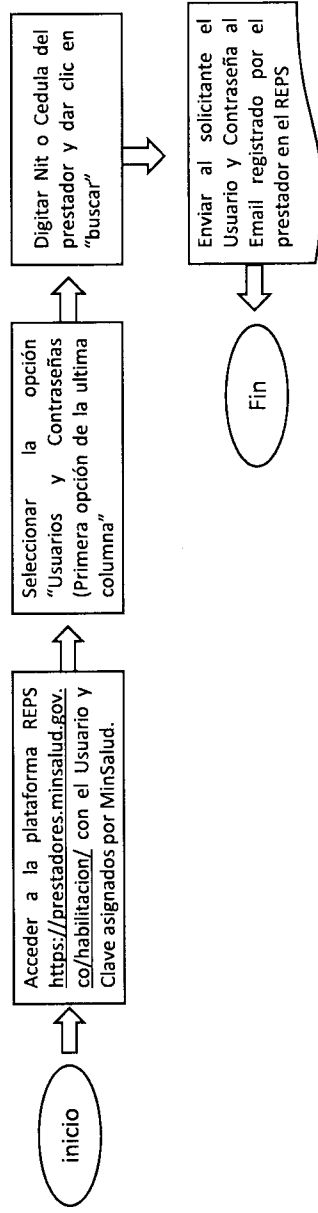 inicio
Acceder a la plataforma REPS
https://prestadores.minsalud.gov.
co/habilitacion/ con el Usuario y
Clave asignados por MinSalud.
Seleccionar la opción
"Usuarios y Contraseñas
(Primera opción de la ultima
columna"
Digitar Nit o Cedula del
prestador y dar clic en
"buscar"
Enviar al solicitante el
Usuario y Contraseña al
Email registrado por el
prestador en el REPS
Fin